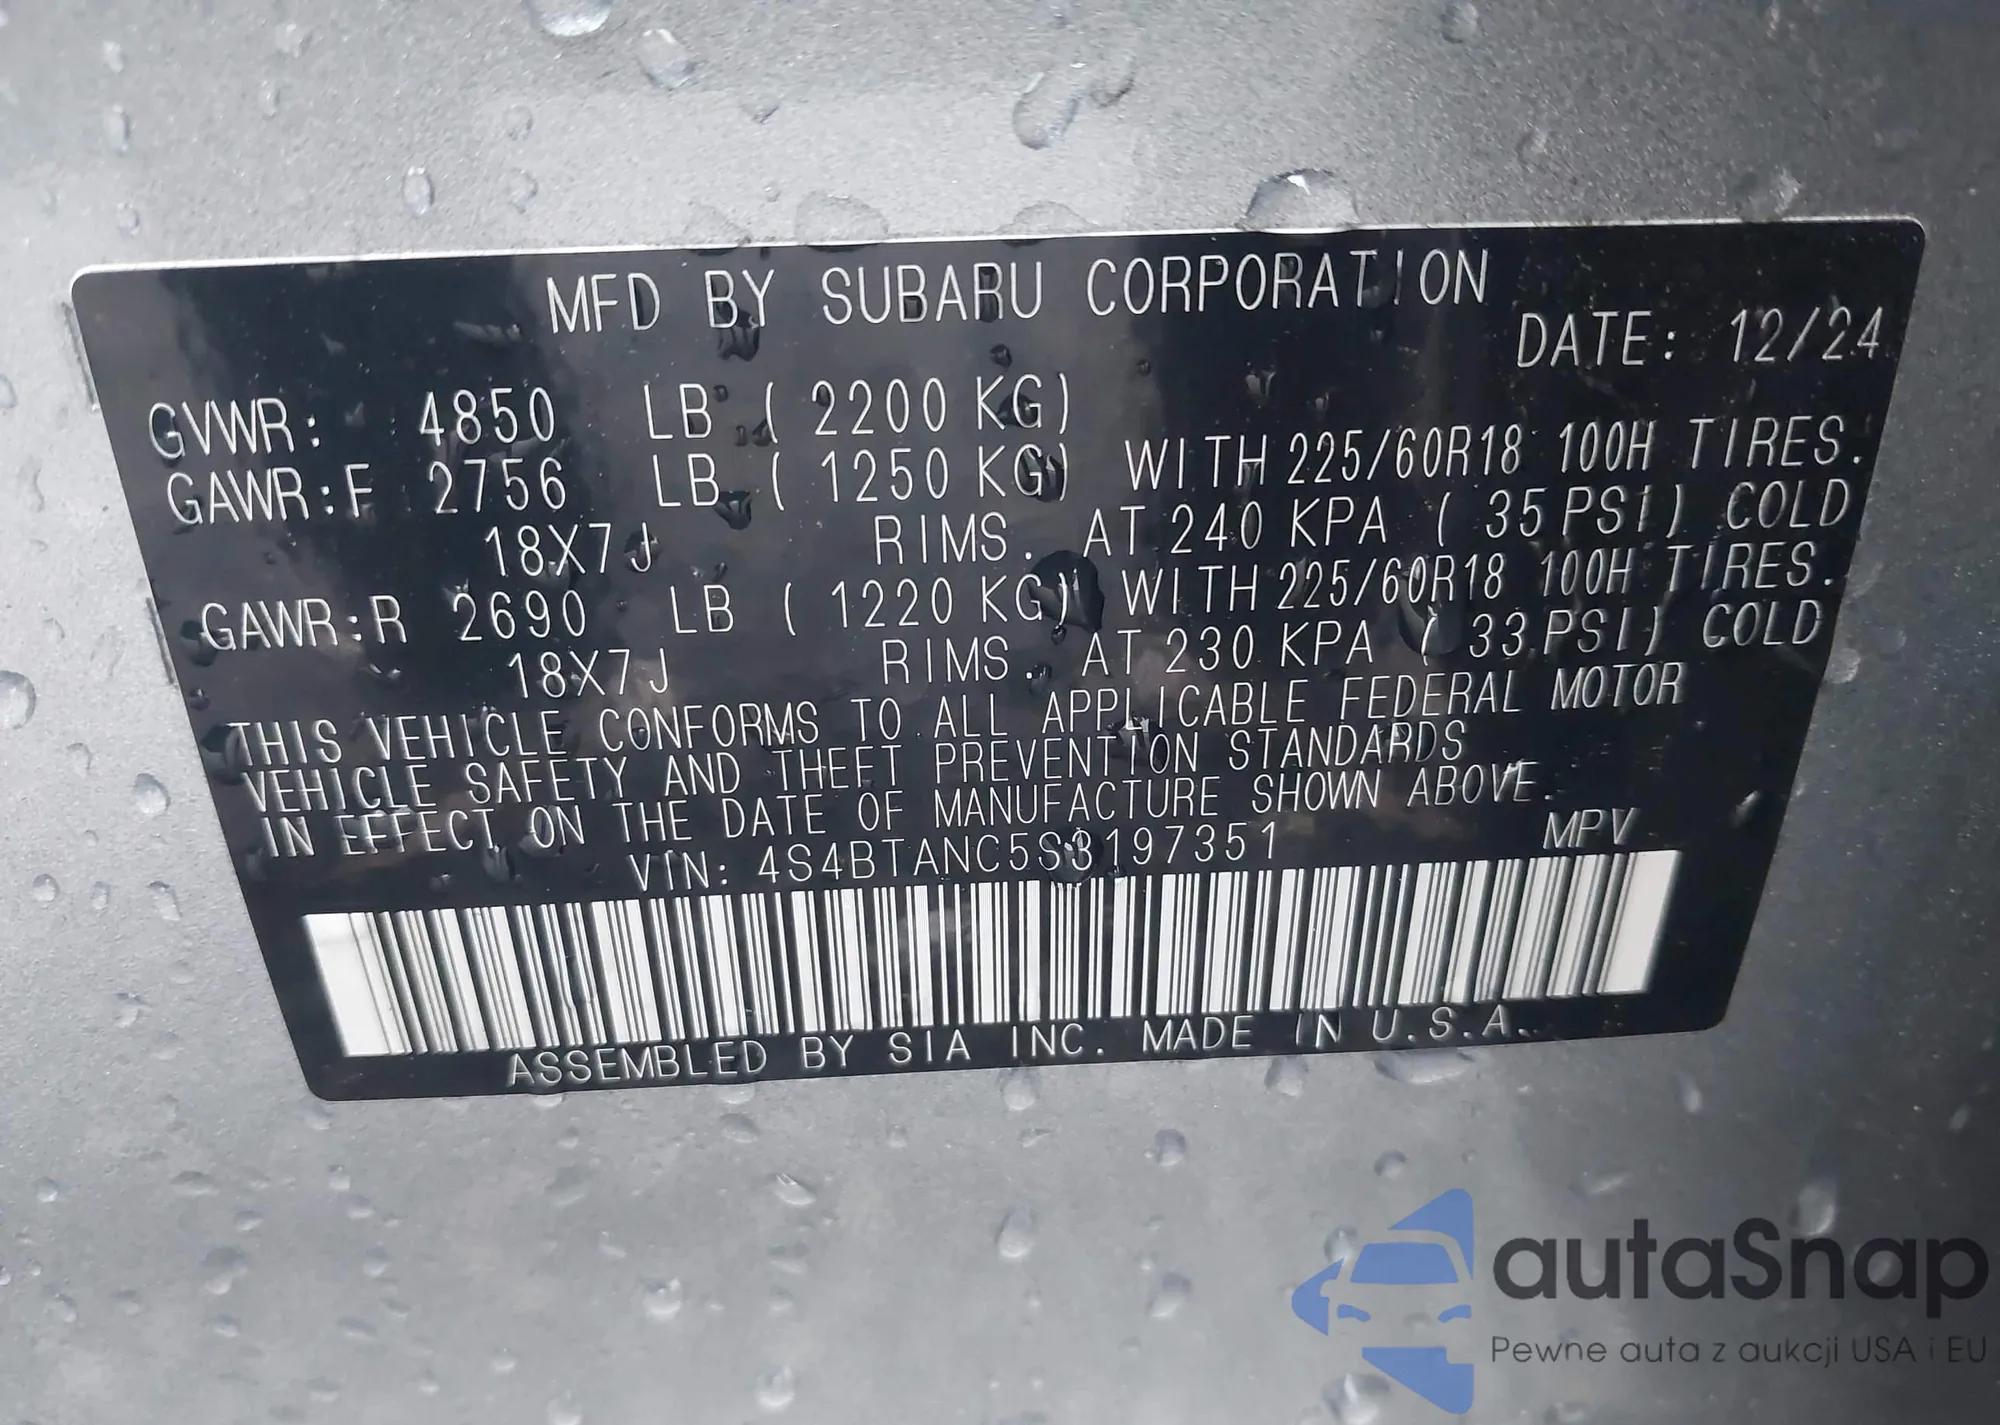 MFD BY SUBARU CORPORATION
DATE: 12/24
GVWR: 4850 LB ( 2200 KG)
GAWR:F 2756 LB ( 1250 KG) WITH 225/60R18 100H TIRES.
18X7J RIMS. AT 240 KPA ( 35 PSI) COLD
GAWR:R 2690 LB ( 1220 KG) WITH 225/60R18 100H TIRES.
18X7J RIMS. AT 230 KPA ( 33 PSI) COLD
THIS VEHICLE CONFORMS TO ALL APPLICABLE FEDERAL MOTOR
VEHICLE SAFETY AND THEFT PREVENTION STANDARDS
IN EFFECT ON THE DATE OF MANUFACTURE SHOWN ABOVE.
VIN: 4S4BTANC5S3197351 MPV
ASSEMBLED BY SIA INC. MADE IN U.S.A.
autaSnap
Pewne auta z aukcji USA i EU